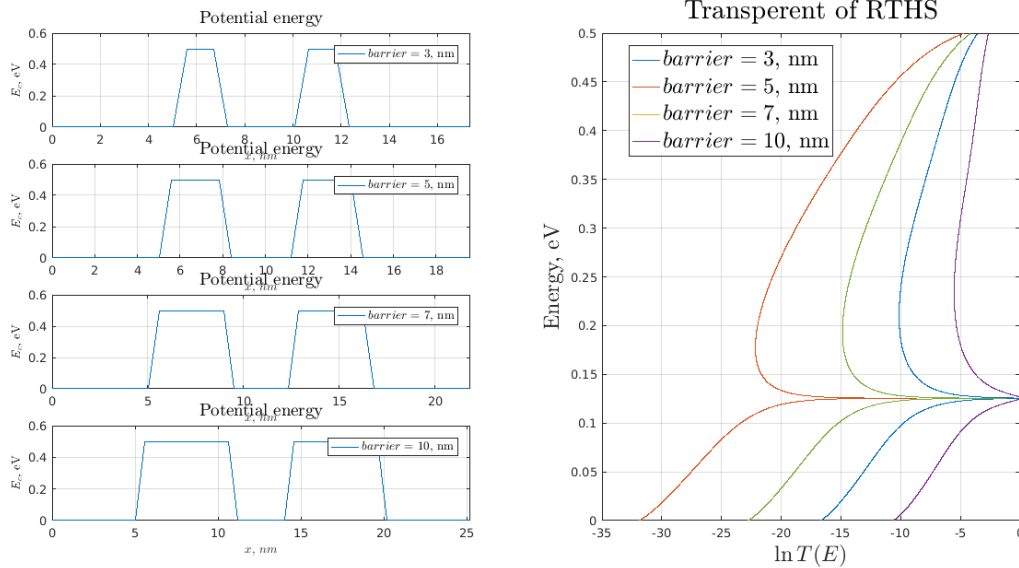 Potential energy
E_c, eV
0.6
0.4
0.2
0
barrier = 3, nm
0 2 4 6 8 10 12 14 16
x, nm
Potential energy
E_c, eV
0.6
0.4
0.2
0
barrier = 5, nm
0 2 4 6 8 10 12 14 16 18
x, nm
Potential energy
E_c, eV
0.6
0.4
0.2
0
barrier = 7, nm
0 5 10 15 20
x, nm
Potential energy
E_c, eV
0.6
0.4
0.2
0
barrier = 10, nm
0 5 10 15 20 25
x, nm
Transperent of RTHS
Energy, eV
0.5
0.45
0.4
0.35
0.3
0.25
0.2
0.15
0.1
0.05
0
barrier = 3, nm
barrier = 5, nm
barrier = 7, nm
barrier = 10, nm
-35 -30 -25 -20 -15 -10 -5 0
ln T(E)